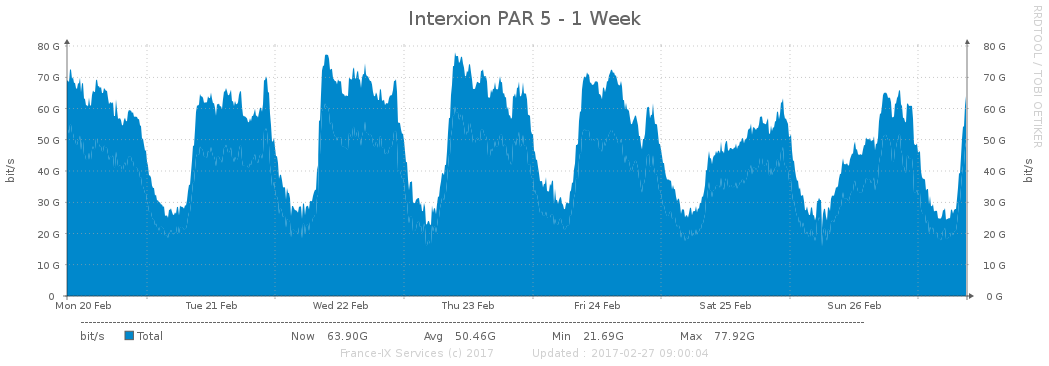 Interxion PAR 5 - 1 Week
RRDTOOL / TOBI OETIKER
80 G 80 G
70 G 70 G
60 G 60 G
50 G 50 G
40 G 40 G
30 G 30 G
20 G 20 G
10 G 10 G
0 0 G
bit/s
bit/s
Mon 20 Feb Tue 21 Feb Wed 22 Feb Thu 23 Feb Fri 24 Feb Sat 25 Feb Sun 26 Feb
bit/s Total Now 63.90G Avg 50.46G Min 21.69G Max 77.92G
France-IX Services (c) 2017 Updated : 2017-02-27 09:00:04